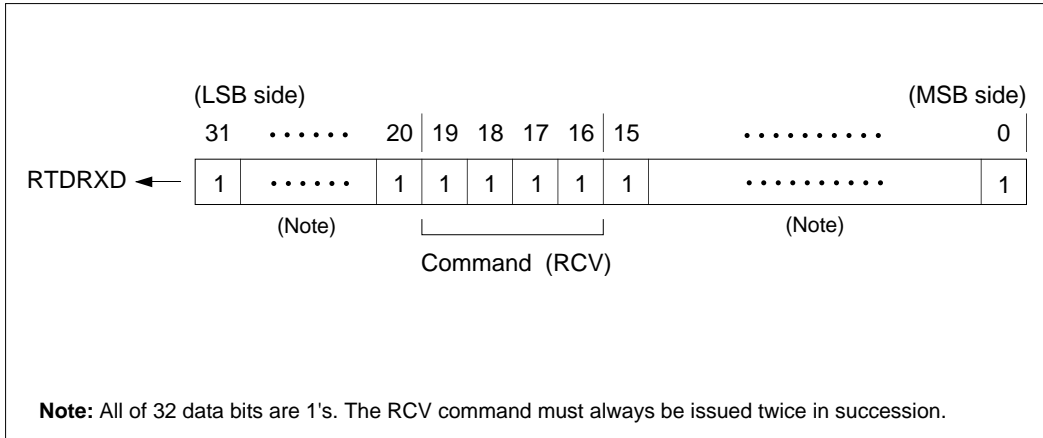 (LSB side) (MSB side)
31 ······ 20 19 18 17 16 15 ·········· 0
RTDRXD 1 ······ 1 1 1 1 1 1 ·········· 1
(Note) (Note)
Command (RCV)
Note: All of 32 data bits are 1's. The RCV command must always be issued twice in succession.